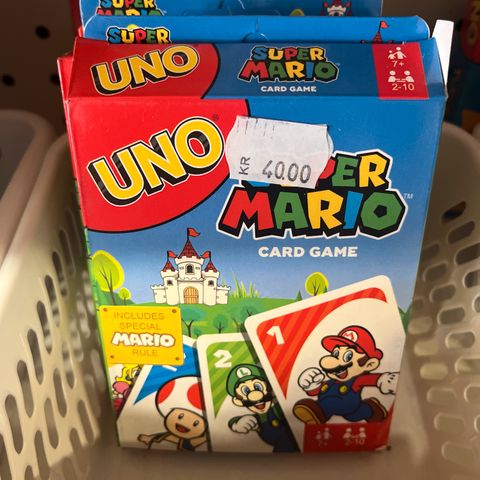 SUPER
SUPER
UNO
SUPER
MARIO
CARD GAME
7+
2-10
UNO
KR 40.00
MARIO
CARD GAME
INCLUDES
SPECIAL
MARIO
RULE
2
1
7+
2-10